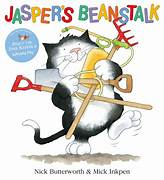 JASPER'S BEANSTALK
Nick Butterworth & Mick Inkpen